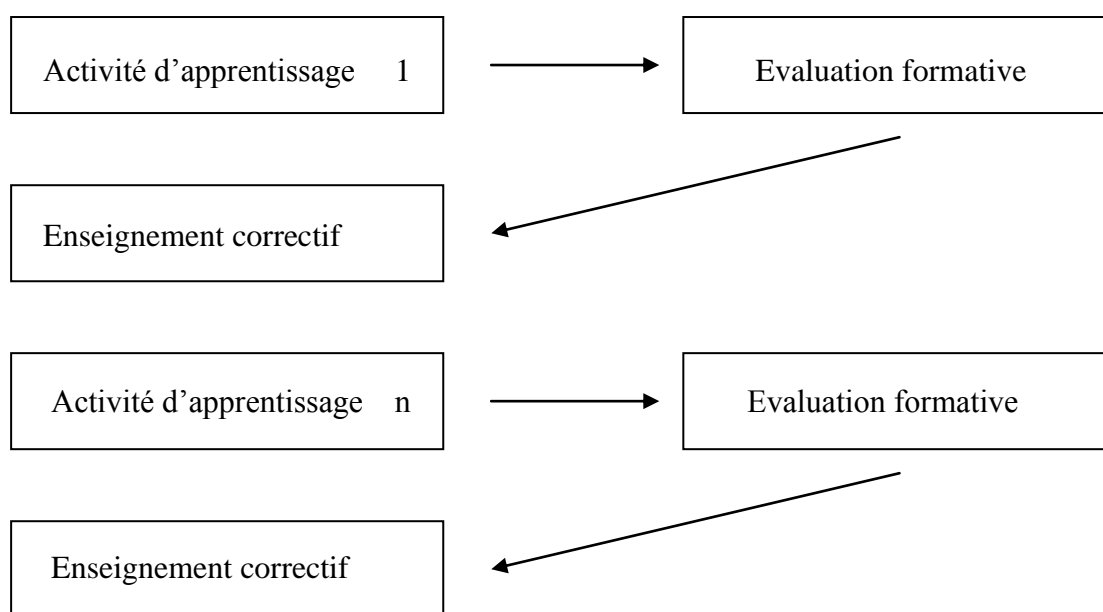 Activité d’apprentissage 1
Evaluation formative
Enseignement correctif
Activité d’apprentissage n
Evaluation formative
Enseignement correctif